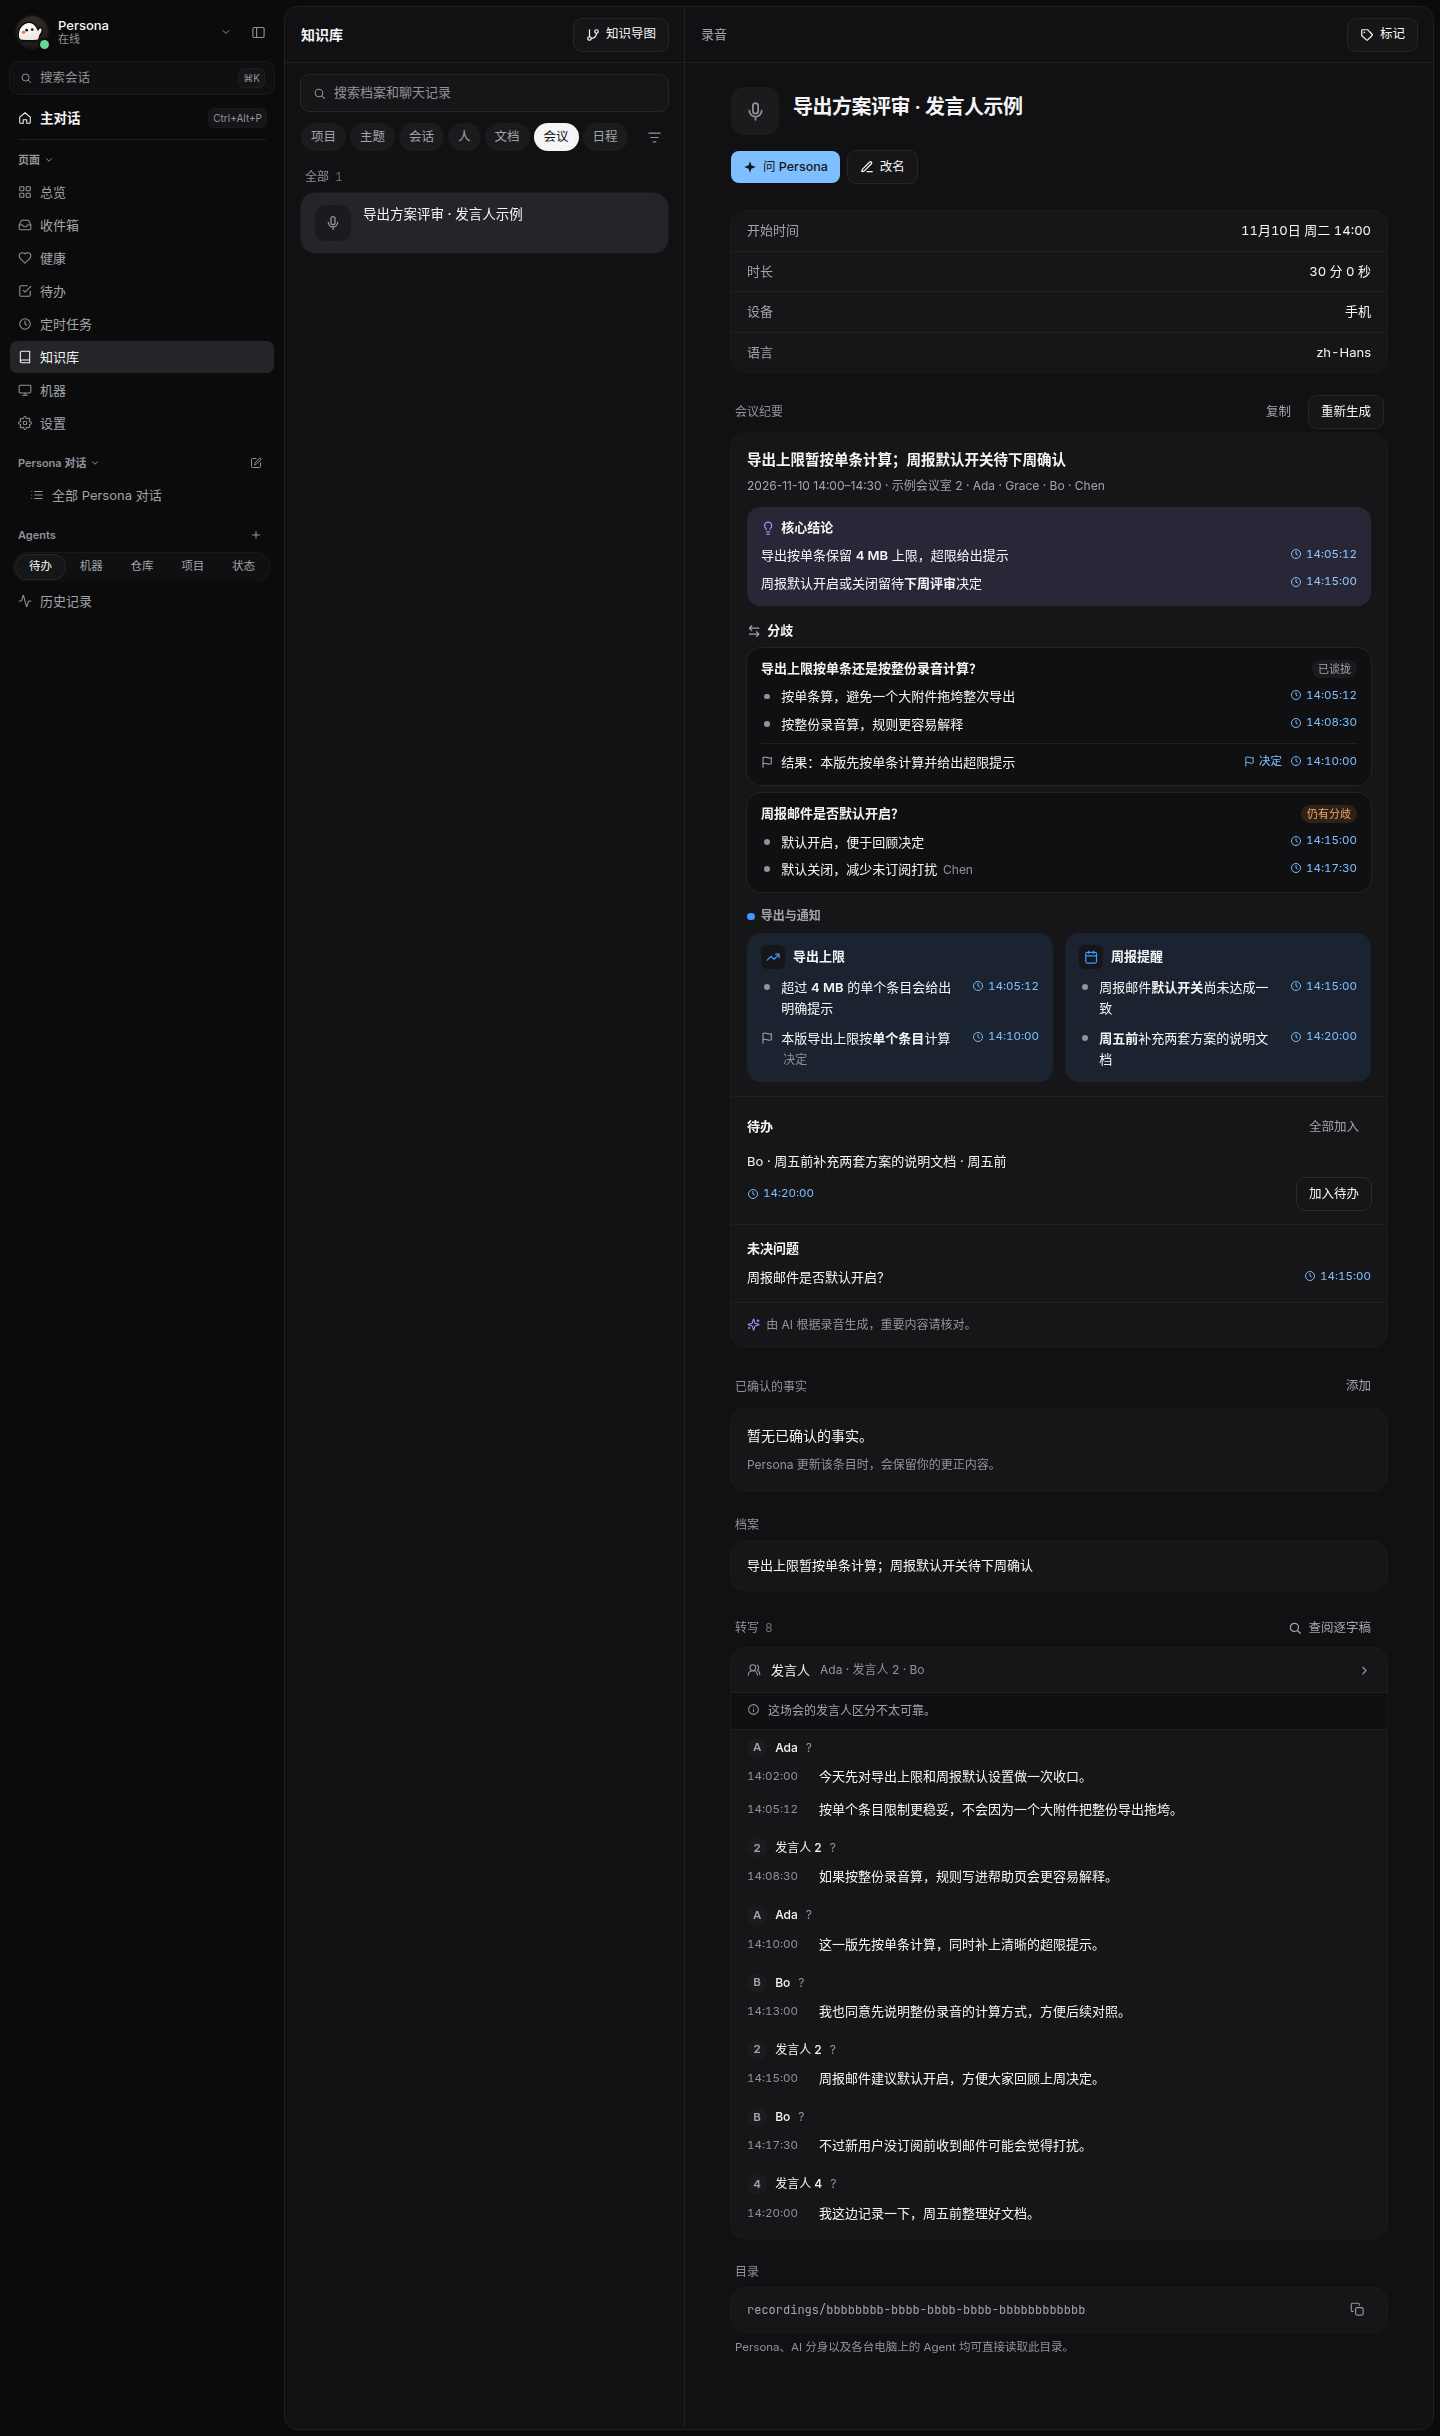 Persona
在线
搜索会话
⌘K
主对话
Ctrl+Alt+P
页面
总览
收件箱
健康
待办
定时任务
知识库
机器
设置
Persona 对话
全部 Persona 对话
Agents
待办
机器
仓库
项目
状态
历史记录
知识库
知识导图
搜索档案和聊天记录
项目
主题
会话
人
文档
会议
日程
全部 1
导出方案评审 · 发言人示例
录音
标记
导出方案评审 · 发言人示例
问 Persona
改名
开始时间
11月10日 周二 14:00
时长
30 分 0 秒
设备
手机
语言
zh-Hans
会议纪要
复制
重新生成
导出上限暂按单条计算；周报默认开关待下周确认
2026-11-10 14:00–14:30 · 示例会议室 2 · Ada · Grace · Bo · Chen
核心结论
导出按单条保留 4 MB 上限，超限给出提示
14:05:12
周报默认开启或关闭留待下周评审决定
14:15:00
分歧
导出上限按单条还是按整份录音计算？
已谈拢
按单条算，避免一个大附件拖垮整次导出
14:05:12
按整份录音算，规则更容易解释
14:08:30
结果：本版先按单条计算并给出超限提示
决定
14:10:00
周报邮件是否默认开启？
仍有分歧
默认开启，便于回顾决定
14:15:00
默认关闭，减少未订阅打扰 Chen
14:17:30
导出与通知
导出上限
超过 4 MB 的单个条目会给出
明确提示
14:05:12
本版导出上限按单个条目计算
决定
14:10:00
周报提醒
周报邮件默认开关尚未达成一
致
14:15:00
周五前补充两套方案的说明文
档
14:20:00
待办
全部加入
Bo · 周五前补充两套方案的说明文档 · 周五前
14:20:00
加入待办
未决问题
周报邮件是否默认开启？
14:15:00
由 AI 根据录音生成，重要内容请核对。
已确认的事实
添加
暂无已确认的事实。
Persona 更新该条目时，会保留你的更正内容。
档案
导出上限暂按单条计算；周报默认开关待下周确认
转写 8
查阅逐字稿
发言人 Ada · 发言人 2 · Bo
这场会的发言人区分不太可靠。
A Ada ?
14:02:00 今天先对导出上限和周报默认设置做一次收口。
14:05:12 按单个条目限制更稳妥，不会因为一个大附件把整份导出拖垮。
2 发言人 2 ?
14:08:30 如果按整份录音算，规则写进帮助页会更容易解释。
A Ada ?
14:10:00 这一版先按单条计算，同时补上清晰的超限提示。
B Bo ?
14:13:00 我也同意先说明整份录音的计算方式，方便后续对照。
2 发言人 2 ?
14:15:00 周报邮件建议默认开启，方便大家回顾上周决定。
B Bo ?
14:17:30 不过新用户没订阅前收到邮件可能会觉得打扰。
4 发言人 4 ?
14:20:00 我这边记录一下，周五前整理好文档。
目录
recordings/bbbbbbbb-bbbb-bbbb-bbbb-bbbbbbbbbbbb
Persona、AI 分身以及各台电脑上的 Agent 均可直接读取此目录。